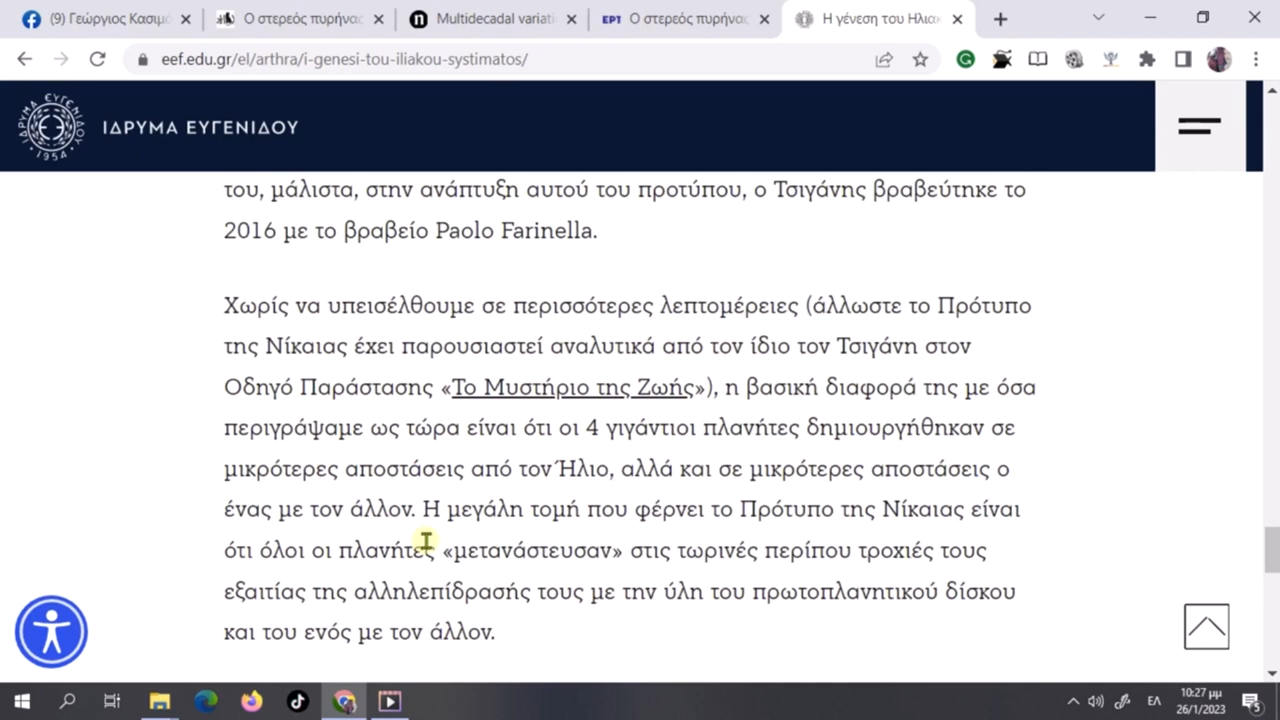 (9) Γεώργιος Κασιμά
Ο στερεός πυρήνας
Multidecadal variati
ΕΡΤ Ο στερεός πυρήνας
Η γένεση του Ηλιακ
eef.edu.gr/el/arthra/i-genesi-tou-iliakou-systimatos/
ΙΔΡΥΜΑ ΕΥΓΕΝΙΔΟΥ
1954
ΙΔΡΥΜΑ ΕΥΓΕΝΙΔΟΥ
του, μάλιστα, στην ανάπτυξη αυτού του προτύπου, ο Τσιγάνης βραβεύτηκε το
2016 με το βραβείο Paolo Farinella.
Χωρίς να υπεισέλθουμε σε περισσότερες λεπτομέρειες (άλλωστε το Πρότυπο
της Νίκαιας έχει παρουσιαστεί αναλυτικά από τον ίδιο τον Τσιγάνη στον
Οδηγό Παράστασης «Το Μυστήριο της Ζωής»), η βασική διαφορά της με όσα
περιγράψαμε ως τώρα είναι ότι οι 4 γιγάντιοι πλανήτες δημιουργήθηκαν σε
μικρότερες αποστάσεις από τον Ήλιο, αλλά και σε μικρότερες αποστάσεις ο
ένας με τον άλλον. Η μεγάλη τομή που φέρνει το Πρότυπο της Νίκαιας είναι
ότι όλοι οι πλανήτες «μετανάστευσαν» στις τωρινές περίπου τροχιές τους
εξαιτίας της αλληλεπίδρασής τους με την ύλη του πρωτοπλανητικού δίσκου
και του ενός με τον άλλον.
ΕΛ
10:27 μμ
26/1/2023
5